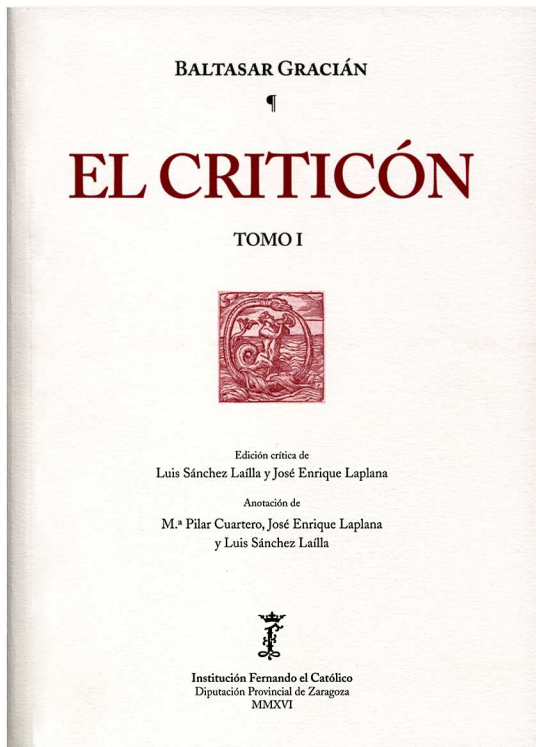 BALTASAR GRACIÁN
¶
EL CRITICÓN
TOMO I
Edición crítica de
Luis Sánchez Laílla y José Enrique Laplana
Anotación de
M.ª Pilar Cuartero, José Enrique Laplana
y Luis Sánchez Laílla
Institución Fernando el Católico
Diputación Provincial de Zaragoza
MMXVI